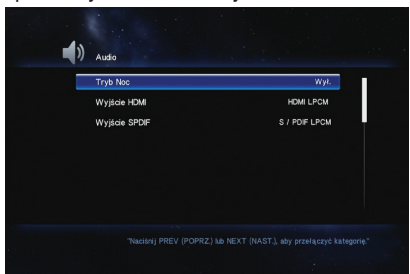 Audio
Tryb Noc Wył.
Wyjście HDMI HDMI LPCM
Wyjście SPDIF S / PDIF LPCM
"Naciśnij PREV (POPRZ.) lub NEXT (NAST.), aby przełączyć kategorię."